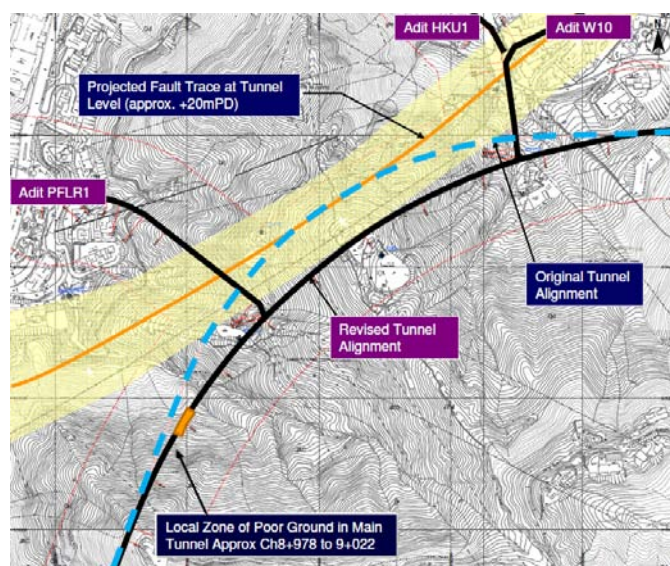 Adit HKU1
Adit W10
N
Projected Fault Trace at Tunnel
Level (approx. +20mPD)
Adit PFLR1
Original Tunnel
Alignment
Revised Tunnel
Alignment
Local Zone of Poor Ground in Main
Tunnel Approx Ch8+978 to 9+022